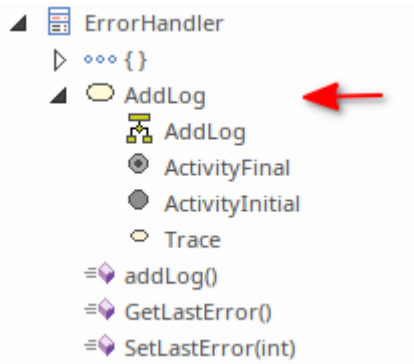 ErrorHandler
{ }
AddLog
AddLog
ActivityFinal
ActivityInitial
Trace
addLog()
GetLastError()
SetLastError(int)